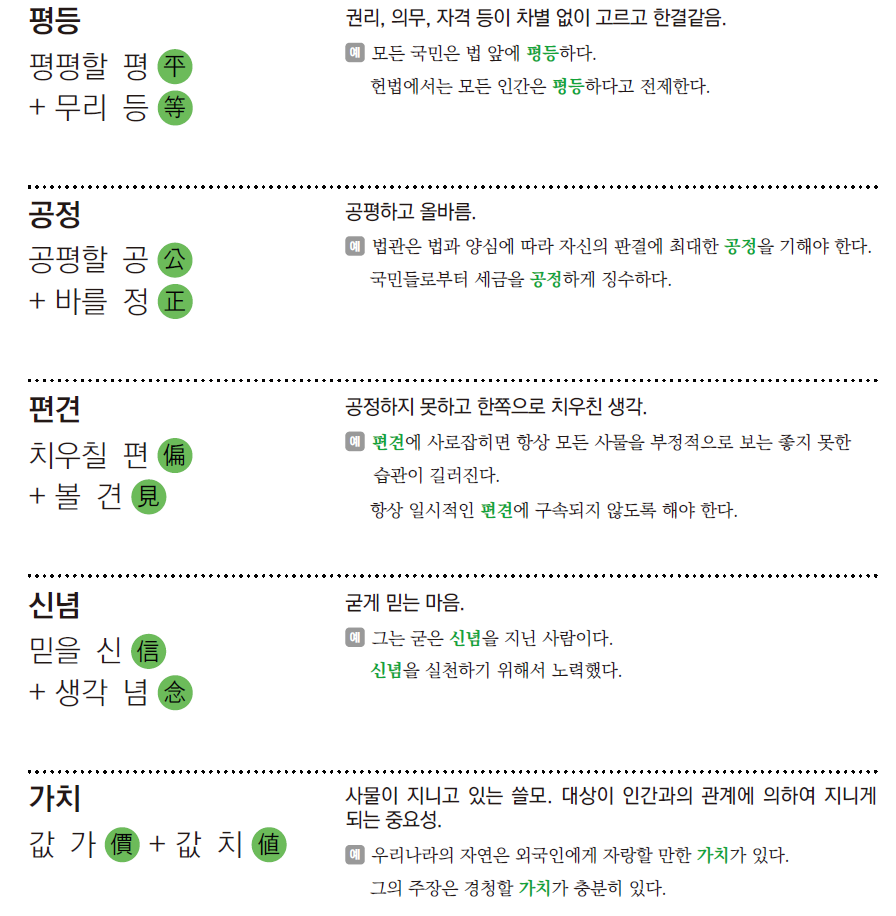 평등
평평할 평 平
+ 무리 등 等
권리, 의무, 자격 등이 차별 없이 고르고 한결같음.
예 모든 국민은 법 앞에 평등하다.
헌법에서는 모든 인간은 평등하다고 전제한다.
공정
공평할 공 公
+ 바를 정 正
공평하고 올바름.
예 법관은 법과 양심에 따라 자신의 판결에 최대한 공정을 기해야 한다.
국민들로부터 세금을 공정하게 징수하다.
편견
치우칠 편 偏
+ 볼 견 見
공정하지 못하고 한쪽으로 치우친 생각.
예 편견에 사로잡히면 항상 모든 사물을 부정적으로 보는 좋지 못한
습관이 길러진다.
항상 일시적인 편견에 구속되지 않도록 해야 한다.
신념
믿을 신 信
+ 생각 념 念
굳게 믿는 마음.
예 그는 굳은 신념을 지닌 사람이다.
신념을 실천하기 위해서 노력했다.
가치
값 가 價 + 값 치 値
사물이 지니고 있는 쓸모. 대상이 인간과의 관계에 의하여 지니게
되는 중요성.
예 우리나라의 자연은 외국인에게 자랑할 만한 가치가 있다.
그의 주장은 경청할 가치가 충분히 있다.